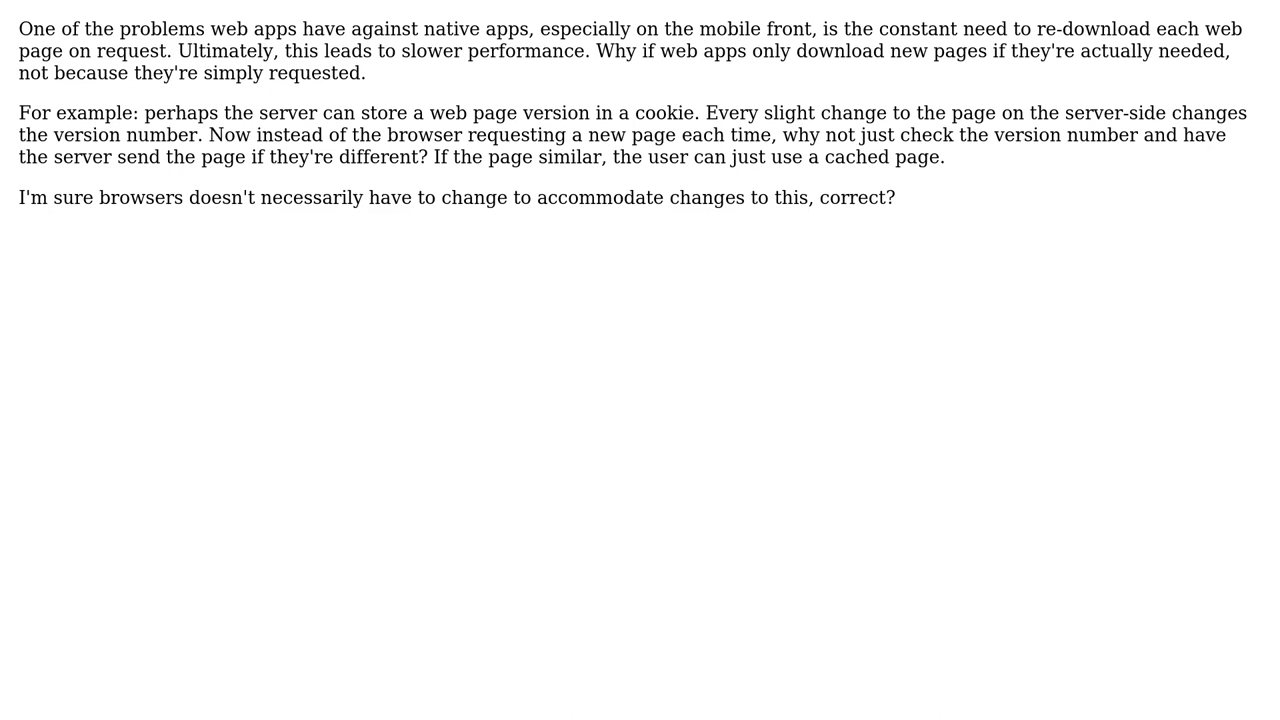 One of the problems web apps have against native apps, especially on the mobile front, is the constant need to re-download each web
page on request. Ultimately, this leads to slower performance. Why if web apps only download new pages if they're actually needed,
not because they're simply requested.
For example: perhaps the server can store a web page version in a cookie. Every slight change to the page on the server-side changes
the version number. Now instead of the browser requesting a new page each time, why not just check the version number and have
the server send the page if they're different? If the page similar, the user can just use a cached page.
I'm sure browsers doesn't necessarily have to change to accommodate changes to this, correct?